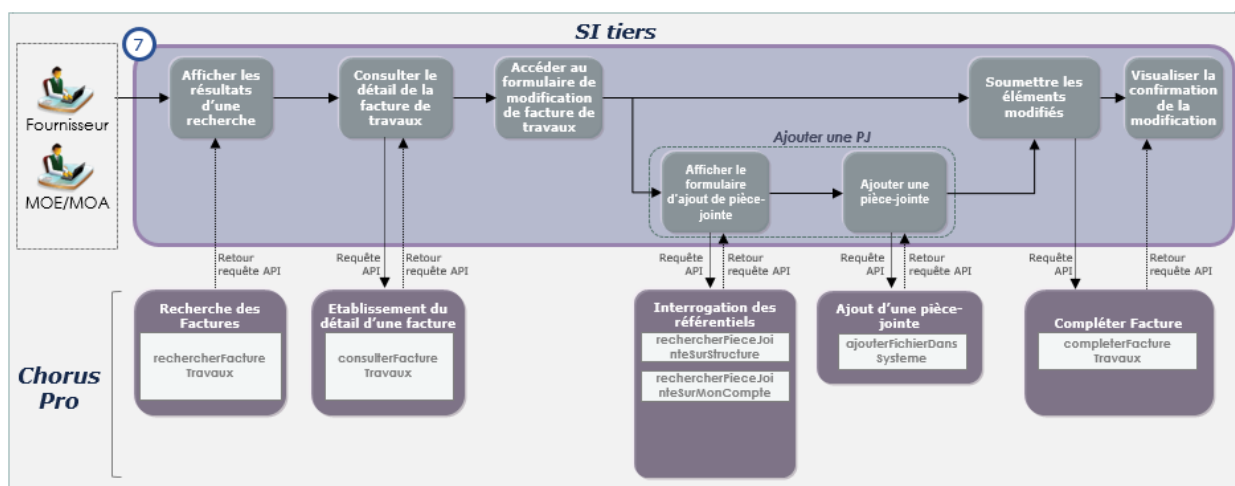 SI tiers
7
Fournisseur
MOE/MOA
Afficher les
résultats
d'une
recherche
Consulter le
détail de la
facture de
travaux
Accéder au
formulaire de
modification
de facture de
travaux
Soumettre les
éléments
modifiés
Visualiser la
confirmation
de la
modification
Ajouter une PJ
Afficher le
formulaire
d'ajout de pièce-
jointe
Ajouter une
pièce-jointe
Retour
requête API
Requête
API
Retour
requête API
Requête
API
Retour
requête API
Requête
API
Retour
requête API
Requête
API
Retour
requête API
Chorus
Pro
Recherche des
Factures
rechercherFacture
Travaux
Etablissement du
détail d'une facture
consulterFacture
Travaux
Interrogation des
référentiels
rechercherPieceJoi
nteSurStructure
rechercherPieceJoi
nteSurMonCompte
Ajout d'une pièce-
jointe
ajouterFichierDans
Systeme
Compléter Facture
completerFacture
Travaux